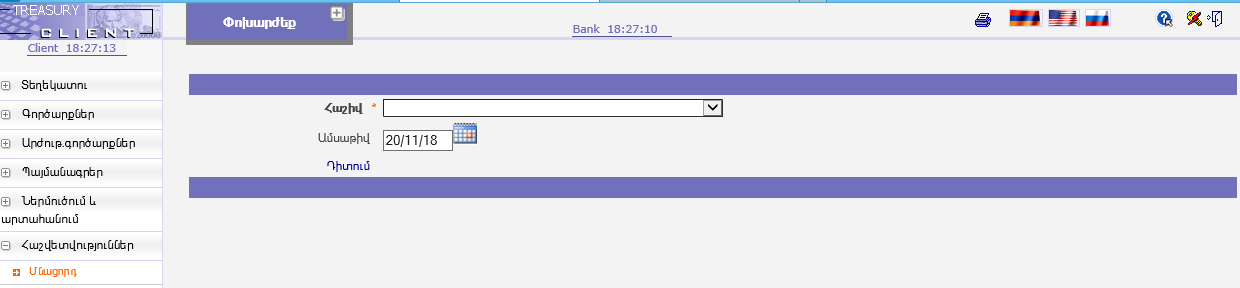 TREASURY
CLIENT
Client 18:27:13
Փոխարժեք
Bank 18:27:10
Տեղեկատու
Գործարքներ
Արժութ.գործարքներ
Պայմանագրեր
Ներմուծում և
արտահանում
Հաշվետվություններ
Մնացորդ
Հաշիվ *
Ամսաթիվ 20/11/18
Դիտում